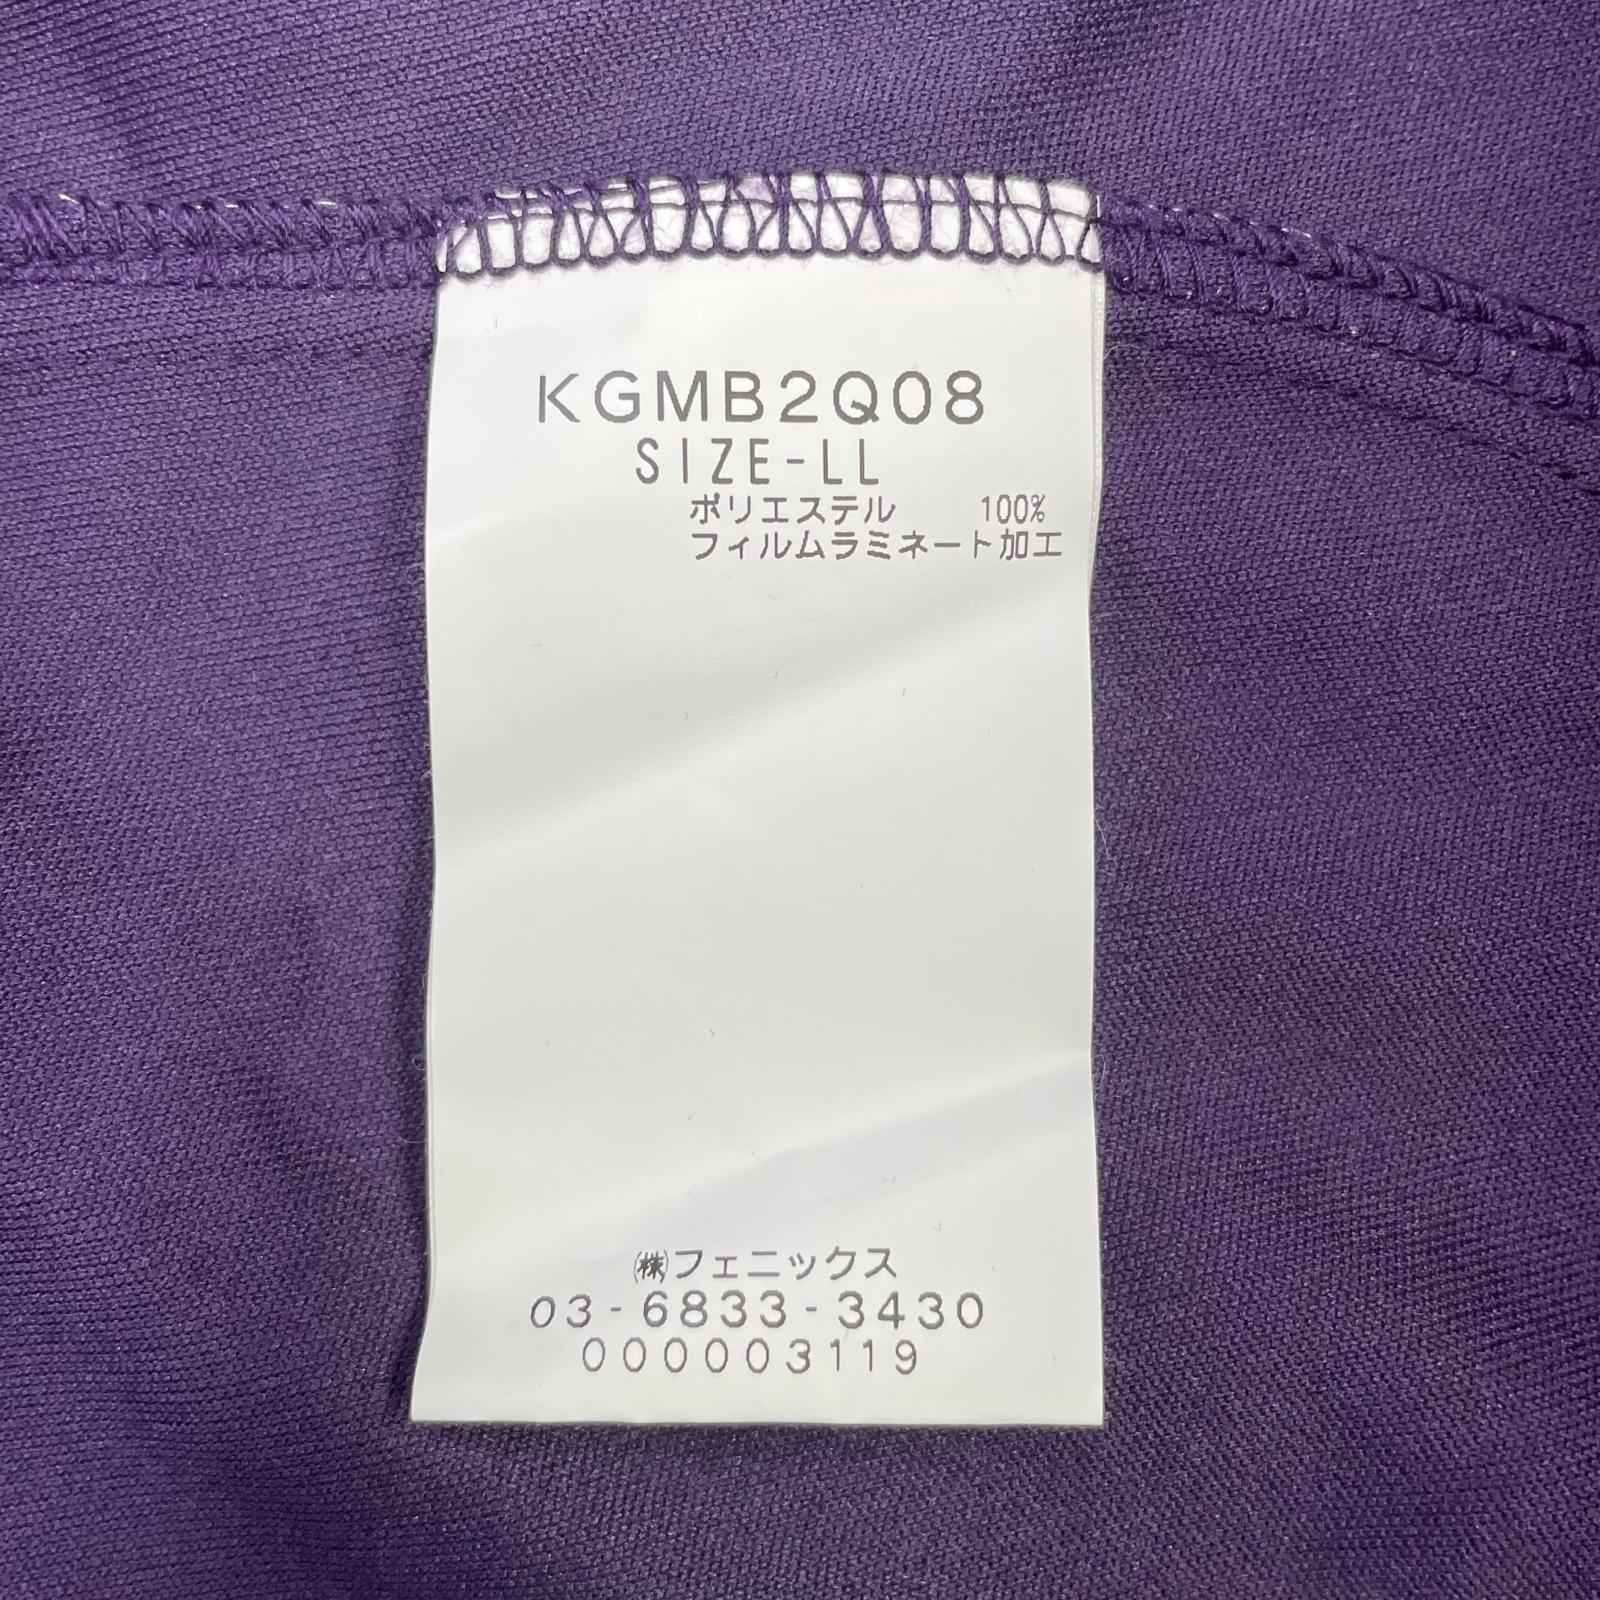 KGMB2Q08
SIZE-LL
ポリエステル 100%
フィルムラミネート加工
㈱フェニックス
03-6833-3430
000003119